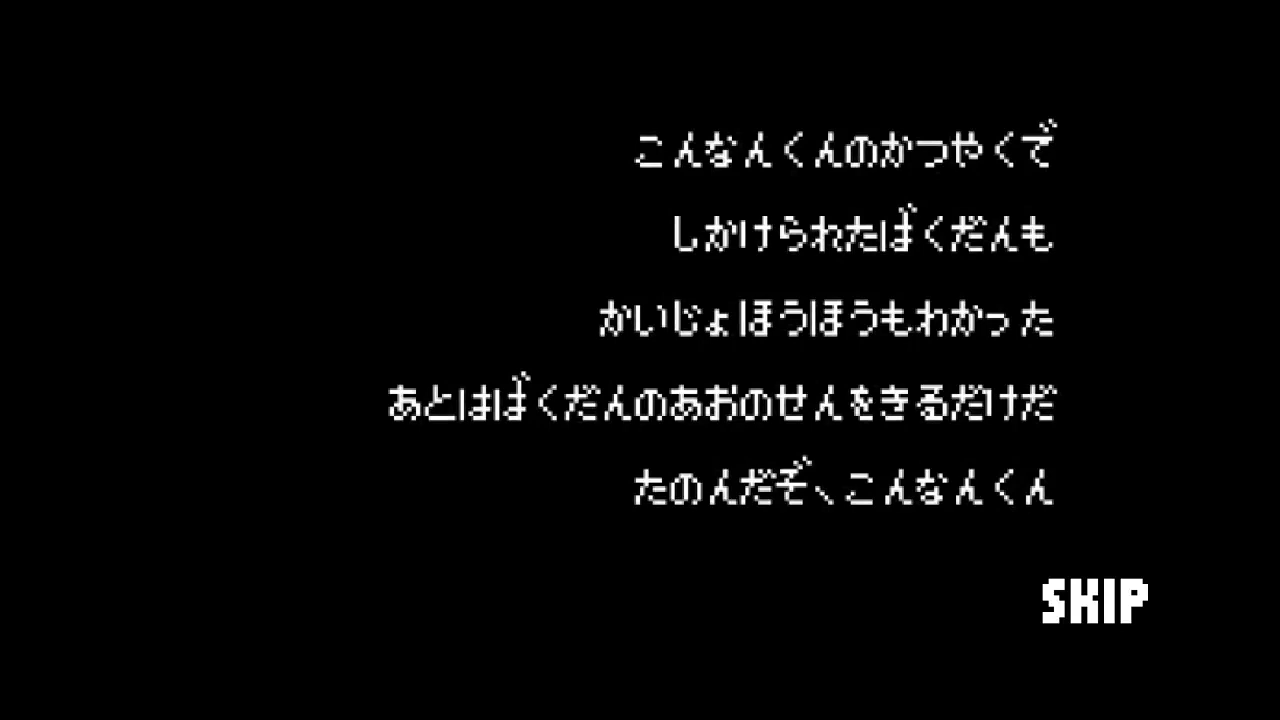 こんなんくんのかつやくで
しかけられたばくだんも
かいじょほうほうもわかった
あとはばくだんのあおのせんをきるだけだ
たのんだぞ、こんなんくん
SKIP